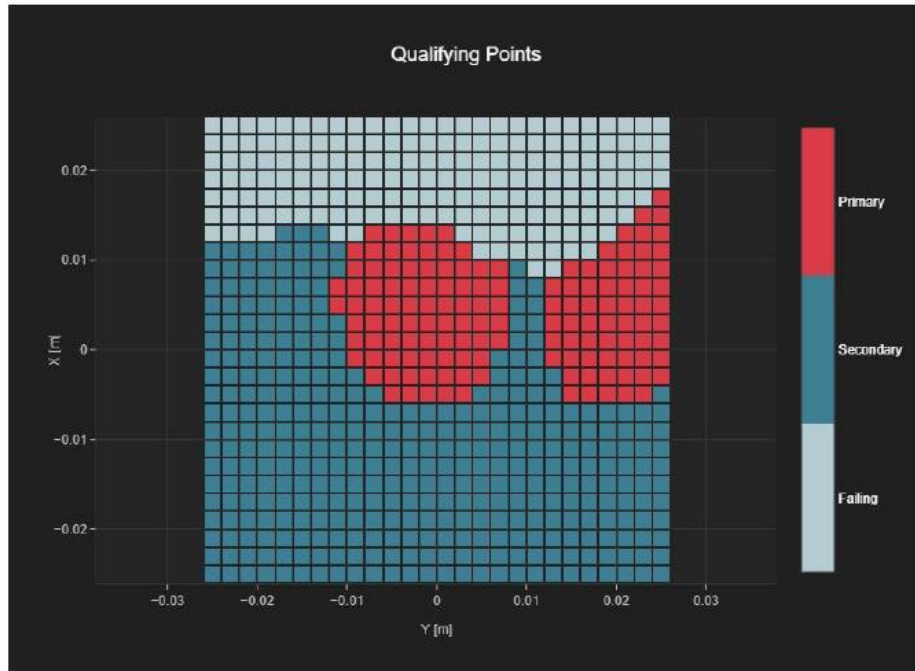 Qualifying Points
0.02
0.01
0
−0.01
−0.02
X [m]
−0.03
−0.02
−0.01
0
0.01
0.02
0.03
Y [m]
Primary
Secondary
Failing